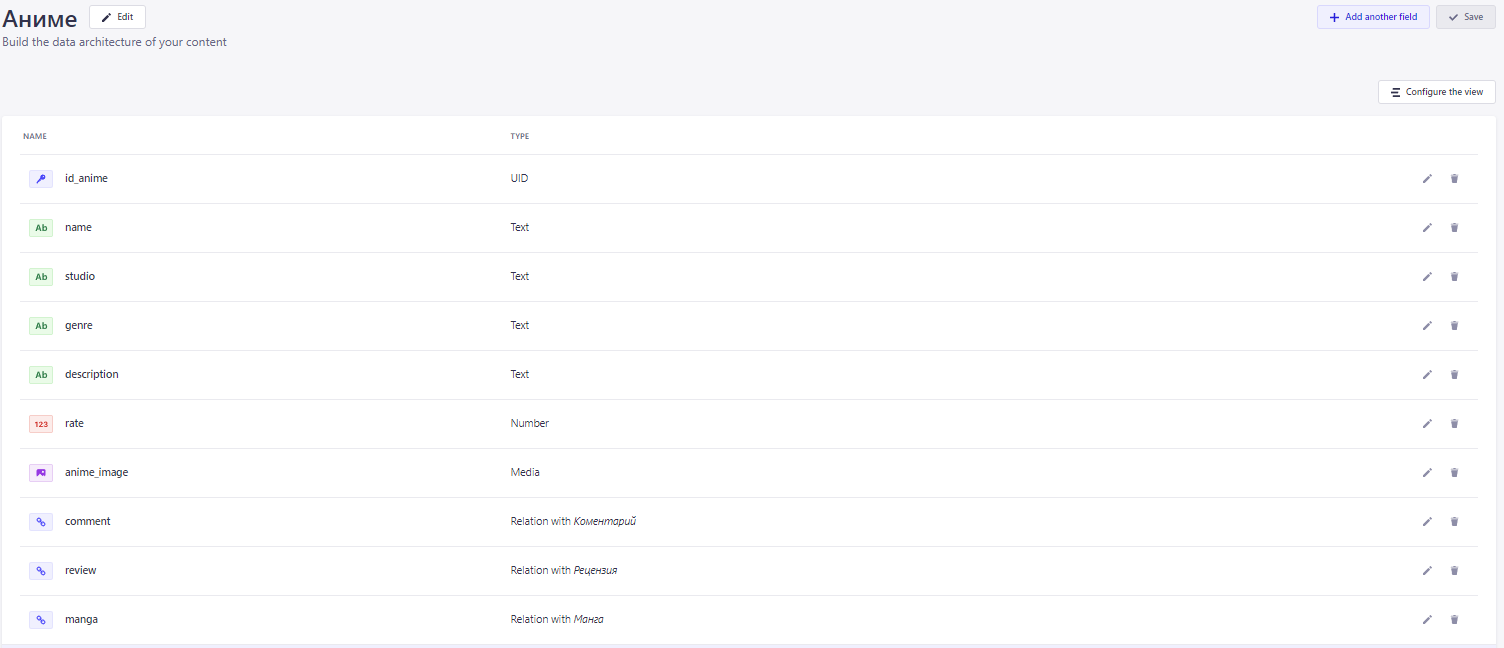 Аниме Edit + Add another field Save
Build the data architecture of your content
Configure the view
NAME TYPE
id_anime UID
Ab name Text
Ab studio Text
Ab genre Text
Ab description Text
123 rate Number
anime_image Media
comment Relation with Коментарий
review Relation with Рецензия
manga Relation with Манга